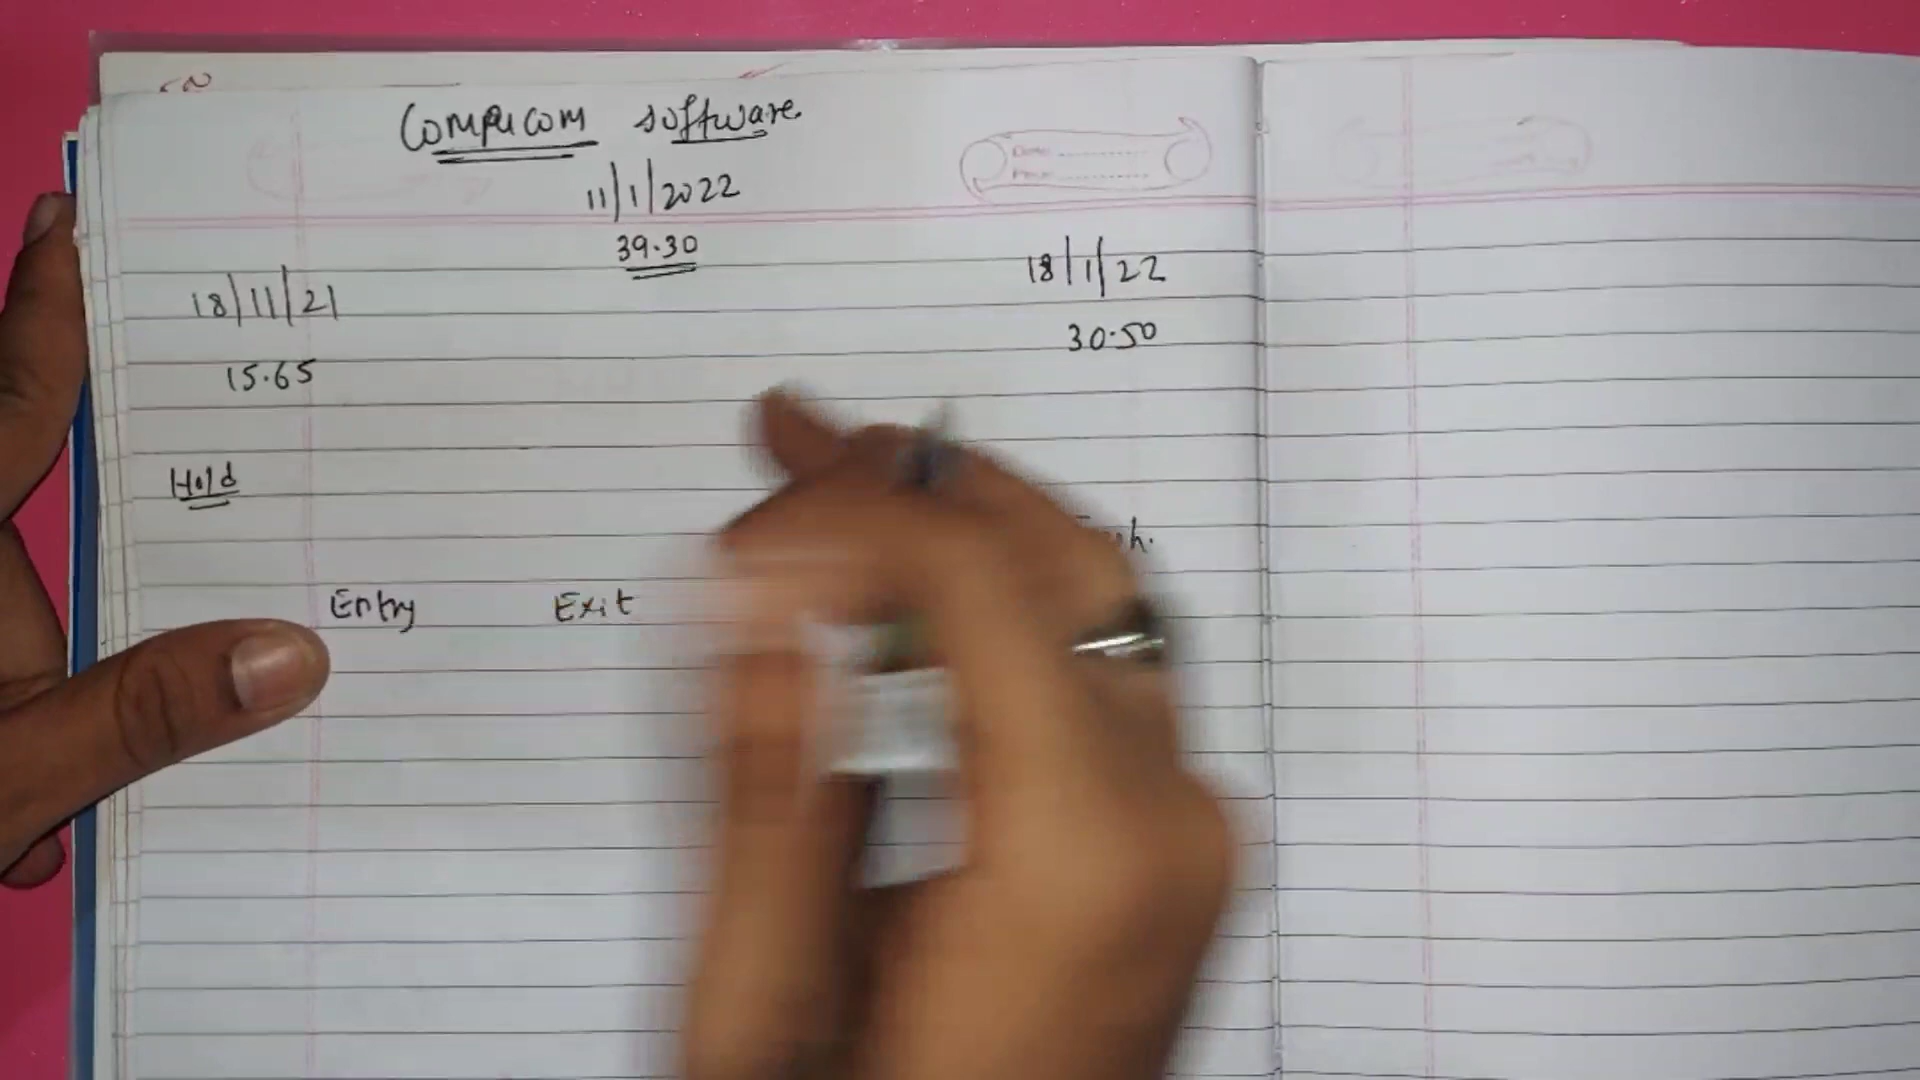 Compucom software
11/1/2022
39.30
18/11/21
18/1/22
15.65
30.50
Hold
Entry Exit